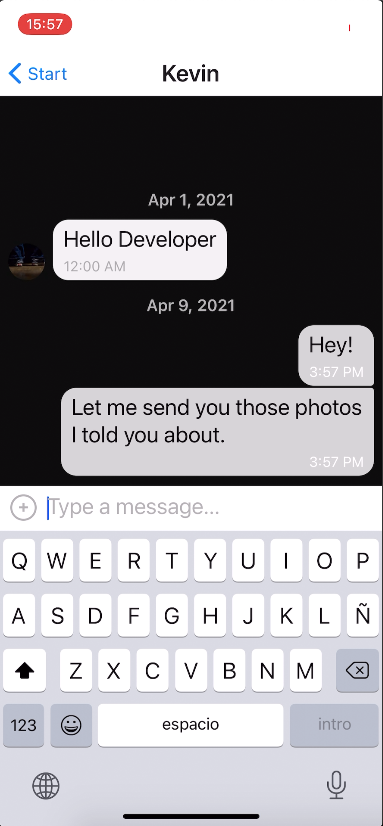 15:57
Start
Kevin
Apr 1, 2021
Hello Developer
12:00 AM
Apr 9, 2021
Hey!
3:57 PM
Let me send you those photos
I told you about.
3:57 PM
Type a message...
Q W E R T Y U I O P
A S D F G H J K L Ñ
Z X C V B N M
123 espacio intro